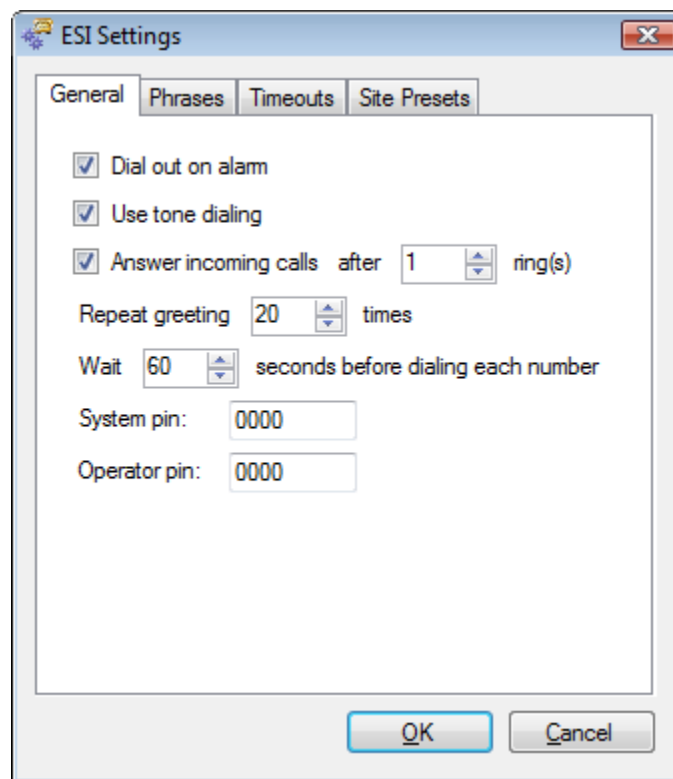 ESI Settings
General Phrases Timeouts Site Presets
Dial out on alarm
Use tone dialing
Answer incoming calls after 1 ring(s)
Repeat greeting 20 times
Wait 60 seconds before dialing each number
System pin: 0000
Operator pin: 0000
OK Cancel